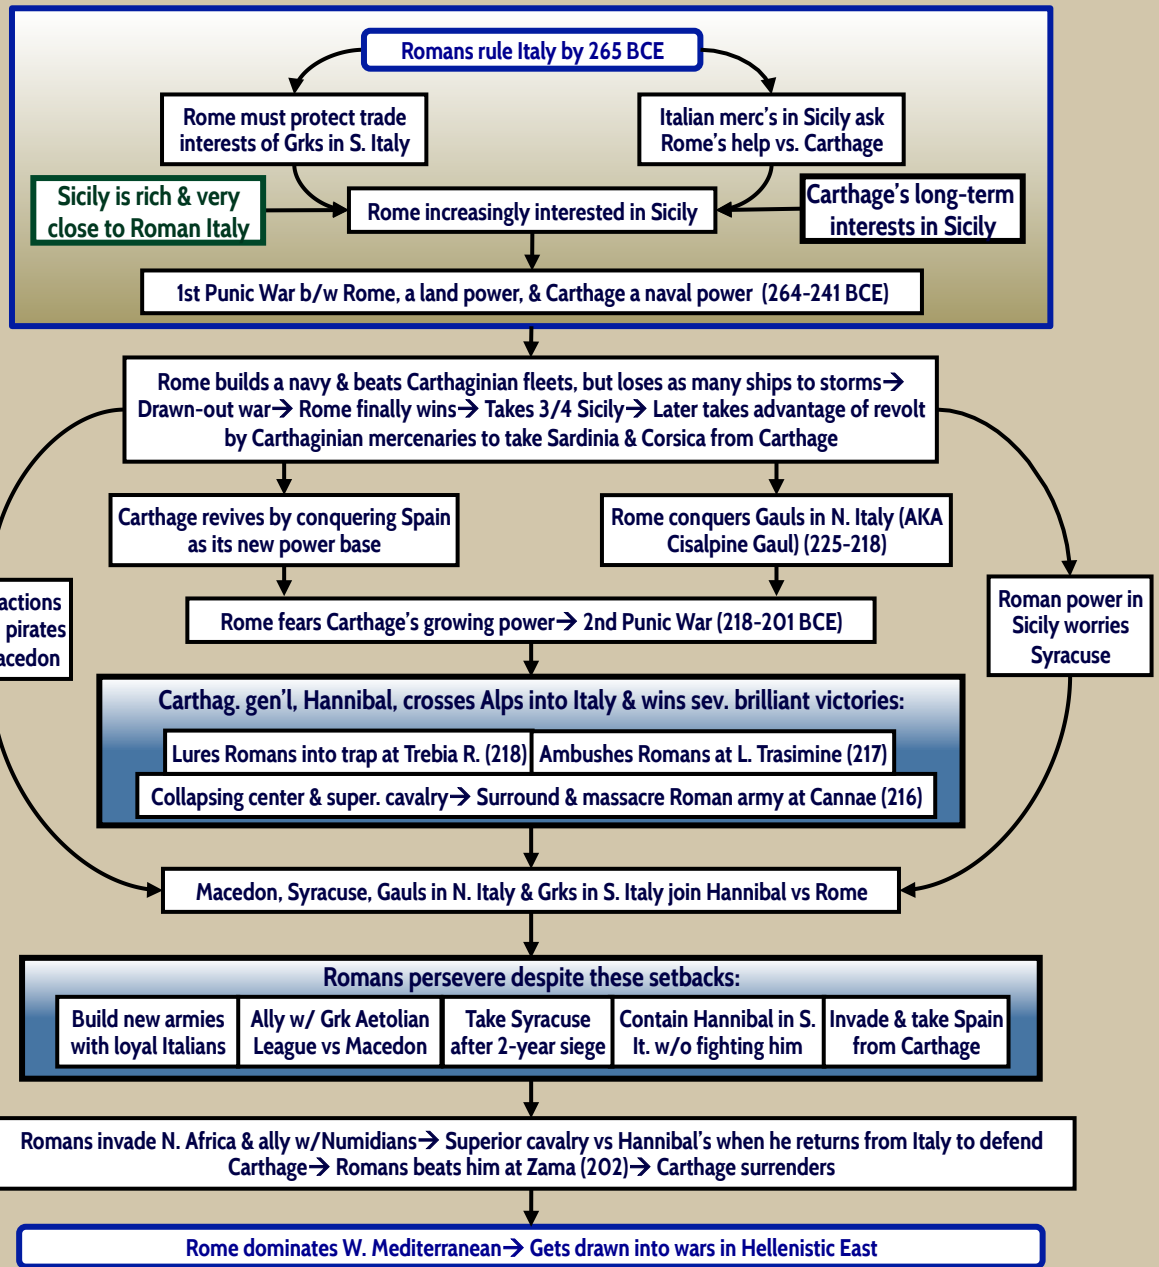 Romans rule Italy by 265 BCE
Rome must protect trade
interests of Grks in S. Italy
Italian merc's in Sicily ask
Rome's help vs. Carthage
Sicily is rich & very
close to Roman Italy
Rome increasingly interested in Sicily
Carthage's long-term
interests in Sicily
1st Punic War b/w Rome, a land power, & Carthage a naval power (264-241 BCE)
Rome builds a navy & beats Carthaginian fleets, but loses as many ships to storms→
Drawn-out war→ Rome finally wins→ Takes 3/4 Sicily→ Later takes advantage of revolt
by Carthaginian mercenaries to take Sardinia & Corsica from Carthage
Carthage revives by conquering Spain
as its new power base
Rome conquers Gauls in N. Italy (AKA
Cisalpine Gaul) (225-218)
actions
pirates
acedon
Rome fears Carthage's growing power→ 2nd Punic War (218-201 BCE)
Roman power in
Sicily worries
Syracuse
Carthag. gen'l, Hannibal, crosses Alps into Italy & wins sev. brilliant victories:
Lures Romans into trap at Trebia R. (218)
Ambushes Romans at L. Trasimine (217)
Collapsing center & super. cavalry→ Surround & massacre Roman army at Cannae (216)
Macedon, Syracuse, Gauls in N. Italy & Grks in S. Italy join Hannibal vs Rome
Romans persevere despite these setbacks:
Build new armies
with loyal Italians
Ally w/ Grk Aetolian
League vs Macedon
Take Syracuse
after 2-year siege
Contain Hannibal in S.
It. w/o fighting him
Invade & take Spain
from Carthage
Romans invade N. Africa & ally w/Numidians→ Superior cavalry vs Hannibal's when he returns from Italy to defend
Carthage→ Romans beats him at Zama (202)→ Carthage surrenders
Rome dominates W. Mediterranean→ Gets drawn into wars in Hellenistic East